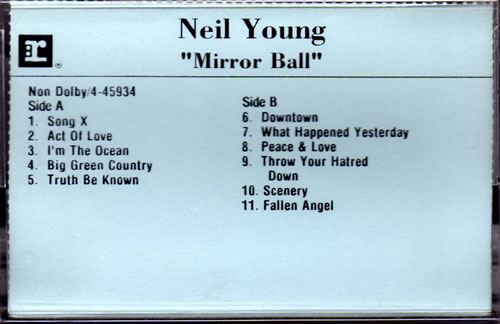 Neil Young
"Mirror Ball"
r®
Non Dolby/4-45934
Side A
1. Song X
2. Act Of Love
3. I'm The Ocean
4. Big Green Country
5. Truth Be Known
Side B
6. Downtown
7. What Happened Yesterday
8. Peace & Love
9. Throw Your Hatred
Down
10. Scenery
11. Fallen Angel